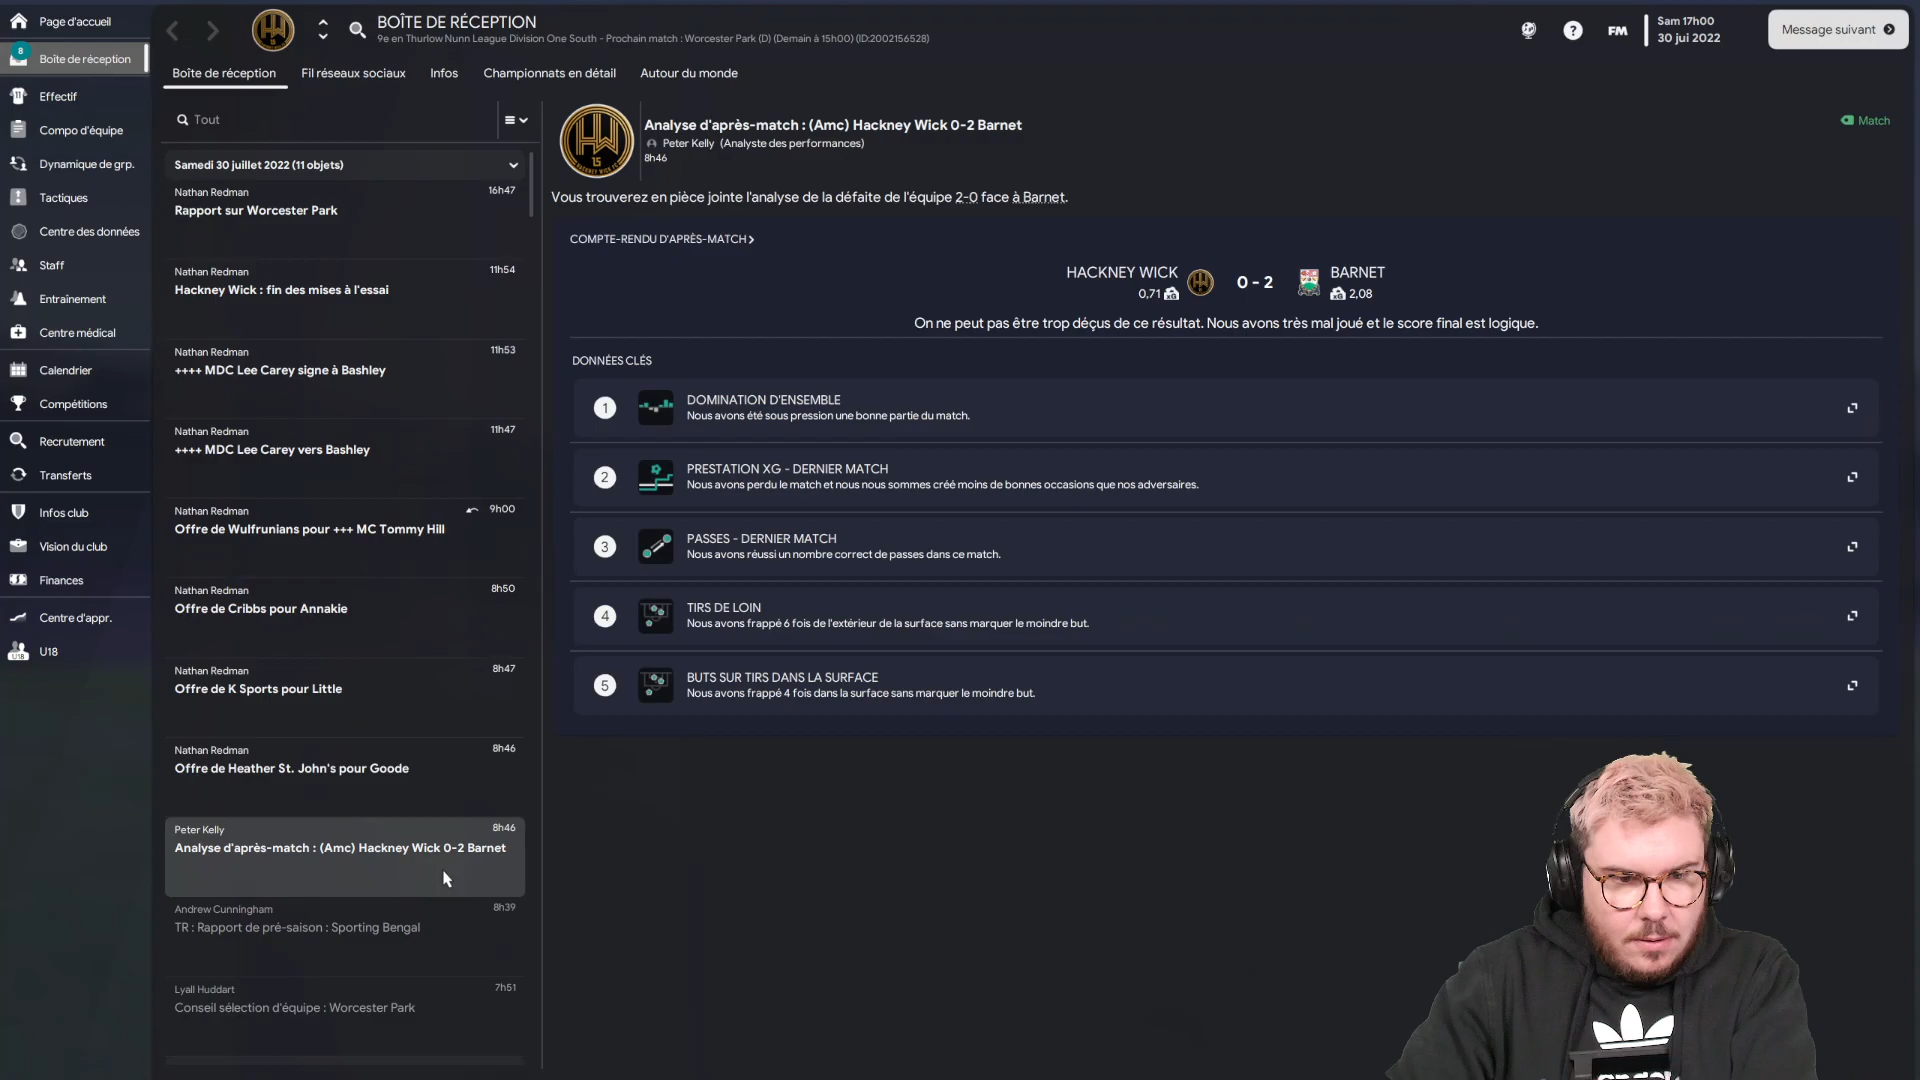 Page d'accueil
8
Boîte de réception
Effectif
Compo d'équipe
Dynamique de grp.
Tactiques
Centre des données
Staff
Entraînement
Centre médical
Calendrier
Compétitions
Recrutement
Transferts
Infos club
Vision du club
Finances
Centre d'appr.
U18
BOÎTE DE RÉCEPTION
9e en Thurlow Nunn League Division One South - Prochain match : Worcester Park (D) (Demain à 15h00) (ID:2002156528)
FM
Sam 17h00
30 jui 2022
Message suivant
Boîte de réception
Fil réseaux sociaux
Infos
Championnats en détail
Autour du monde
Tout
Samedi 30 juillet 2022 (11 objets)
Nathan Redman 16h47
Rapport sur Worcester Park
Nathan Redman 11h54
Hackney Wick : fin des mises à l'essai
Nathan Redman 11h53
++++ MDC Lee Carey signe à Bashley
Nathan Redman 11h47
++++ MDC Lee Carey vers Bashley
Nathan Redman 9h00
Offre de Wulfrunians pour +++ MC Tommy Hill
Nathan Redman 8h50
Offre de Cribbs pour Annakie
Nathan Redman 8h47
Offre de K Sports pour Little
Nathan Redman 8h46
Offre de Heather St. John's pour Goode
Peter Kelly 8h46
Analyse d'après-match : (Amc) Hackney Wick 0-2 Barnet
Andrew Cunningham 8h39
TR : Rapport de pré-saison : Sporting Bengal
Lyall Huddart 7h51
Conseil sélection d'équipe : Worcester Park
Analyse d'après-match : (Amc) Hackney Wick 0-2 Barnet
Peter Kelly (Analyste des performances)
8h46
Match
Vous trouverez en pièce jointe l'analyse de la défaite de l'équipe 2-0 face à Barnet.
COMPTE-RENDU D'APRÈS-MATCH
HACKNEY WICK 0 - 2 BARNET
0,71 xG xG 2,08
On ne peut pas être trop déçus de ce résultat. Nous avons très mal joué et le score final est logique.
DONNÉES CLÉS
1 DOMINATION D'ENSEMBLE
Nous avons été sous pression une bonne partie du match.
2 PRESTATION XG - DERNIER MATCH
Nous avons perdu le match et nous nous sommes créé moins de bonnes occasions que nos adversaires.
3 PASSES - DERNIER MATCH
Nous avons réussi un nombre correct de passes dans ce match.
4 TIRS DE LOIN
Nous avons frappé 6 fois de l'extérieur de la surface sans marquer le moindre but.
5 BUTS SUR TIRS DANS LA SURFACE
Nous avons frappé 4 fois dans la surface sans marquer le moindre but.